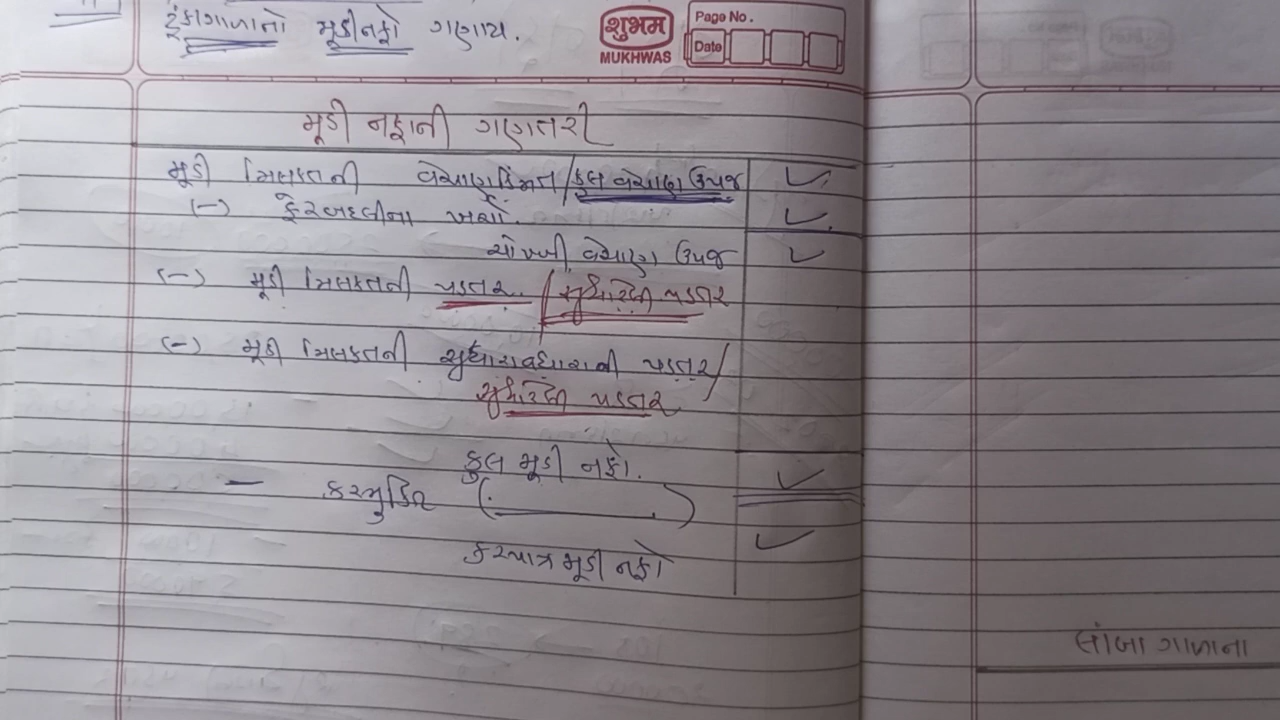 ટૂંકાગાળાનો મૂડીનફો ગણાય.
शुभम
MUKHWAS
Page No.
Date
મૂડી નફાની ગણતરી
મૂડી મિલકતની વેચાણકિંમત/કુલ વેચાણ ઉપજ
(-) ફેરબદલીના ખર્ચા.
ચોખ્ખી વેચાણ ઉપજ
(-) મૂડી મિલકતની પડતર / સુધારેલી પડતર
(-) મૂડી મિલકતની સુધારાવધારાની પડતર/
સુધારેલી પડતર
કુલ મૂડી નફો.
- કરમુક્તિ (. )
કરપાત્ર મૂડી નફો
લાંબા ગાળાના